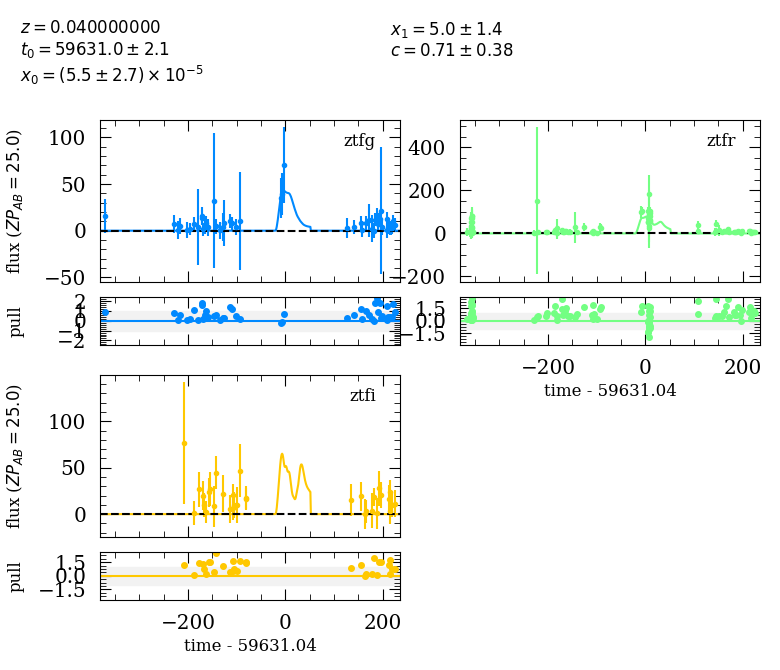 z = 0.040000000
t₀ = 59631.0 ± 2.1
x₀ = (5.5 ± 2.7) × 10⁻⁵
x₁ = 5.0 ± 1.4
c = 0.71 ± 0.38
flux (ZP_AB = 25.0)
100
50
0
−50
ztfg
400
200
0
−200
ztfr
pull
2
1
0
−1
−2
1.5
0.0
−1.5
−200
0
200
time - 59631.04
flux (ZP_AB = 25.0)
100
50
0
ztfi
pull
1.5
0.0
−1.5
−200
0
200
time - 59631.04